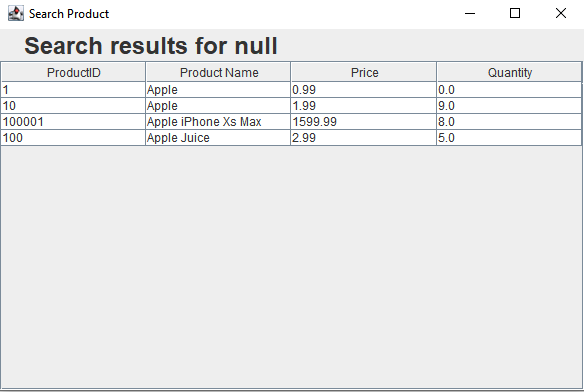 Search Product
Search results for null
ProductID Product Name Price Quantity
1 Apple 0.99 0.0
10 Apple 1.99 9.0
100001 Apple iPhone Xs Max 1599.99 8.0
100 Apple Juice 2.99 5.0